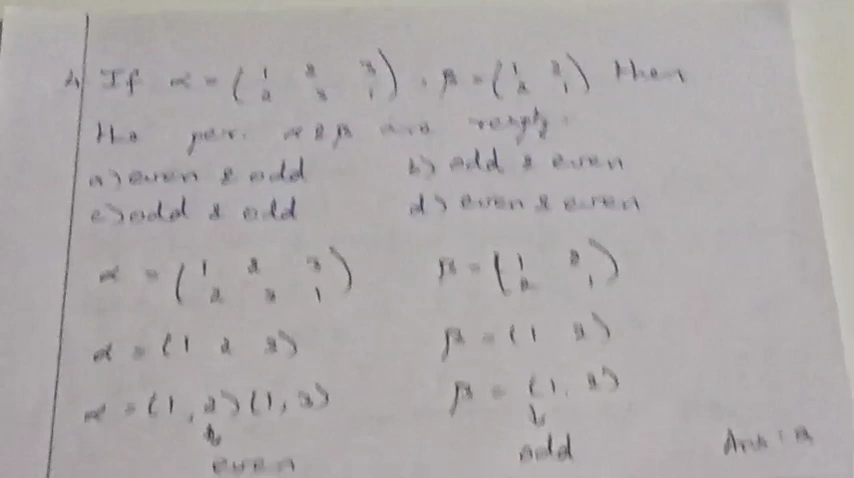 4) If α = (1 2 3 / 2 3 1), β = (1 2 / 2 1) then
the per. α & β are resply.
a) even & odd b) odd & even
c) odd & odd d) even & even
α = (1 2 3 / 2 3 1) β = (1 2 / 2 1)
α = (1 2 3) β = (1 2)
α = (1, 2) (1, 3) β = (1, 2)
↓ ↓
even odd Ans : a